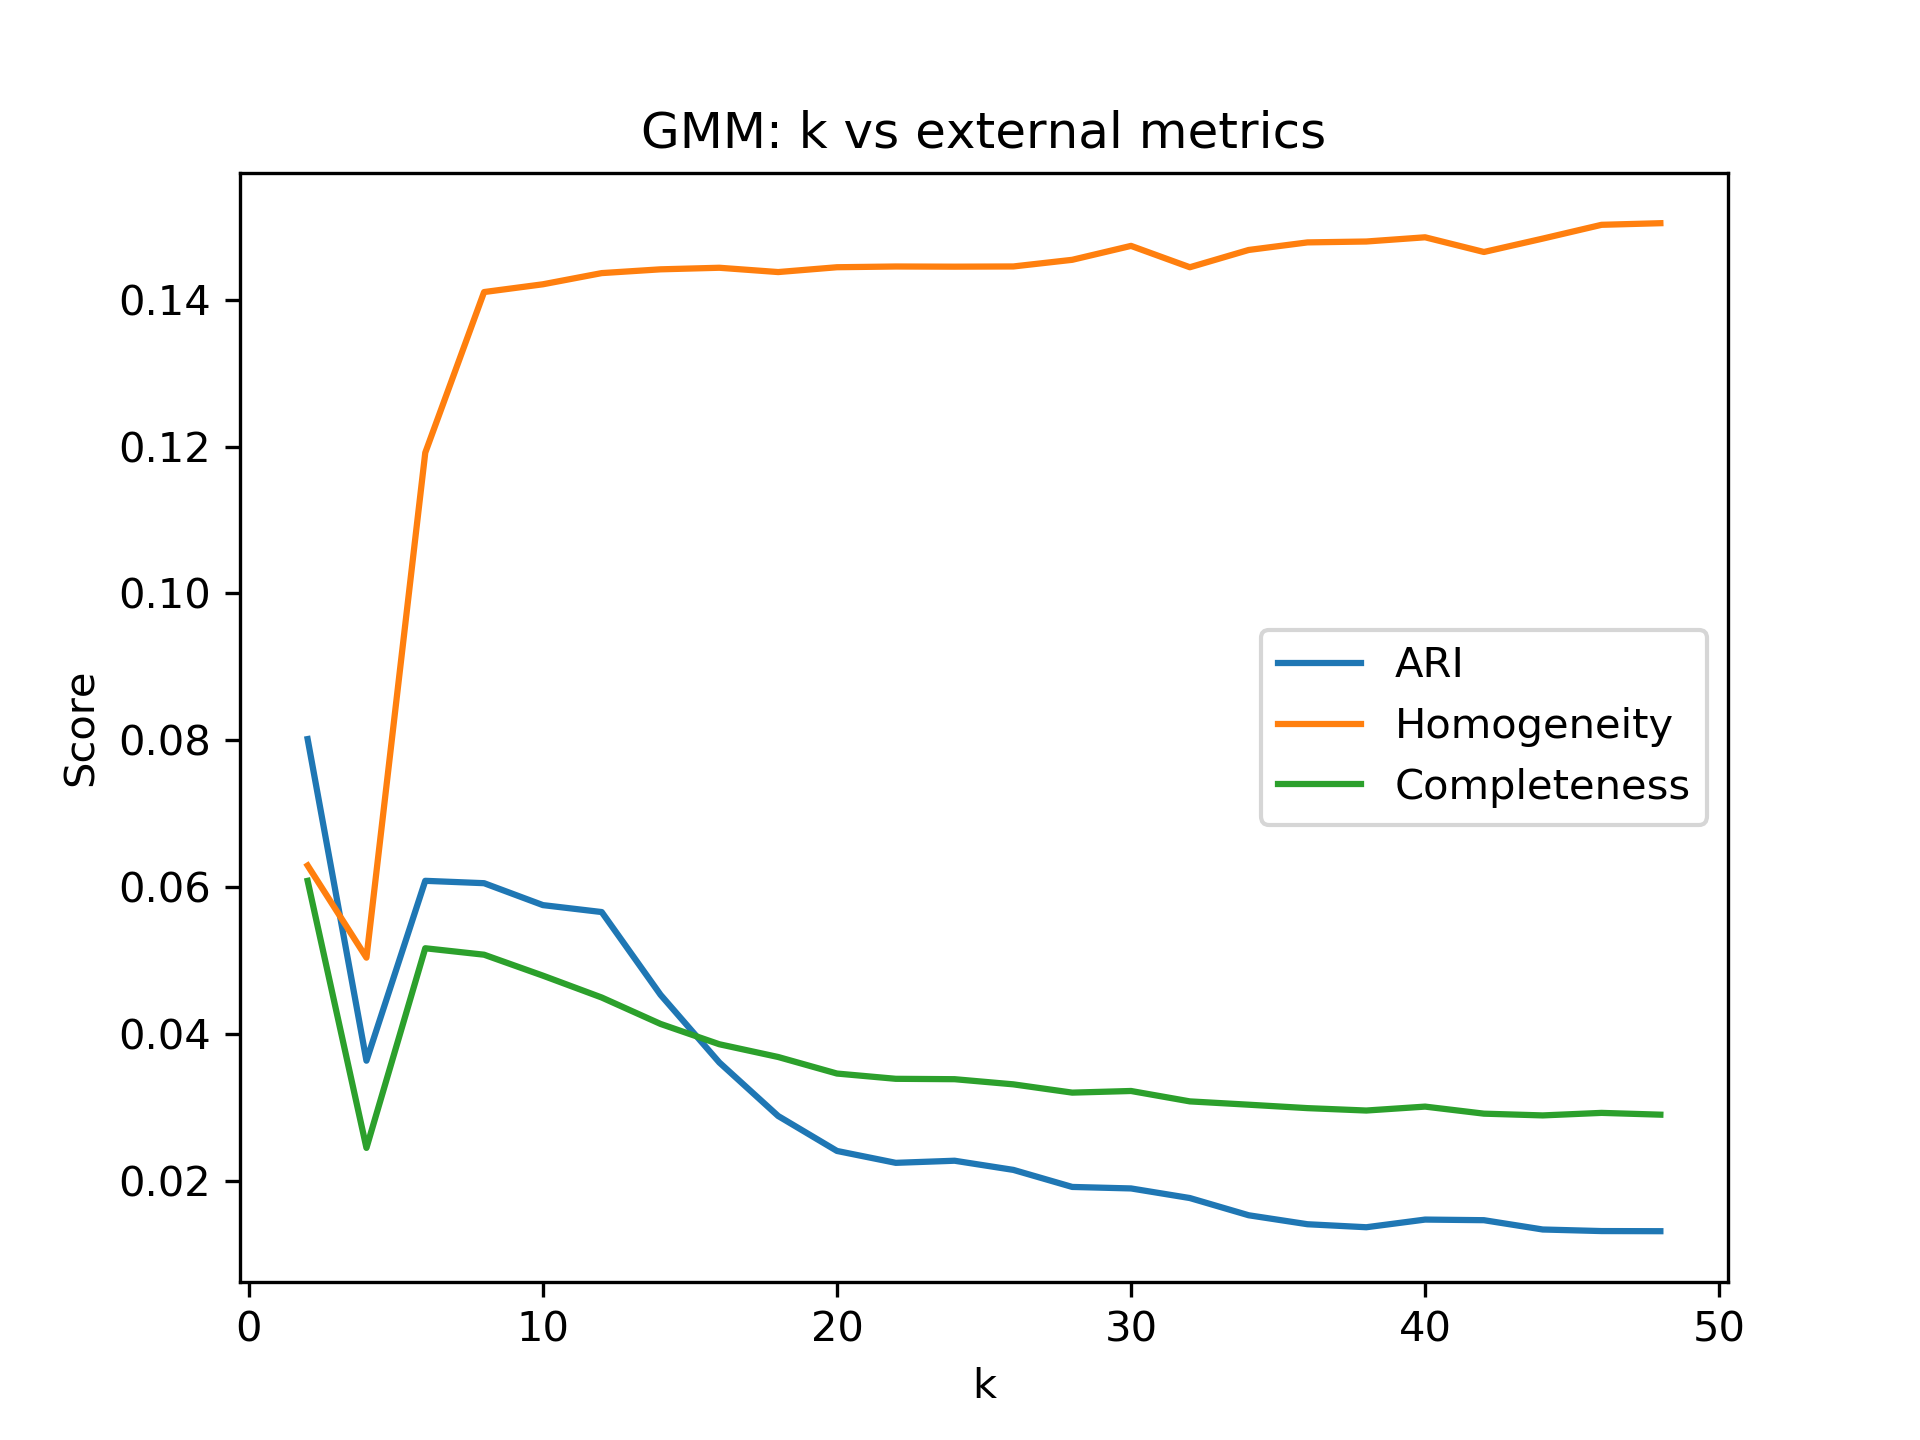 GMM: k vs external metrics
0.14
0.12
0.10
0.08
0.06
0.04
0.02
Score
ARI
Homogeneity
Completeness
0 10 20 30 40 50
k